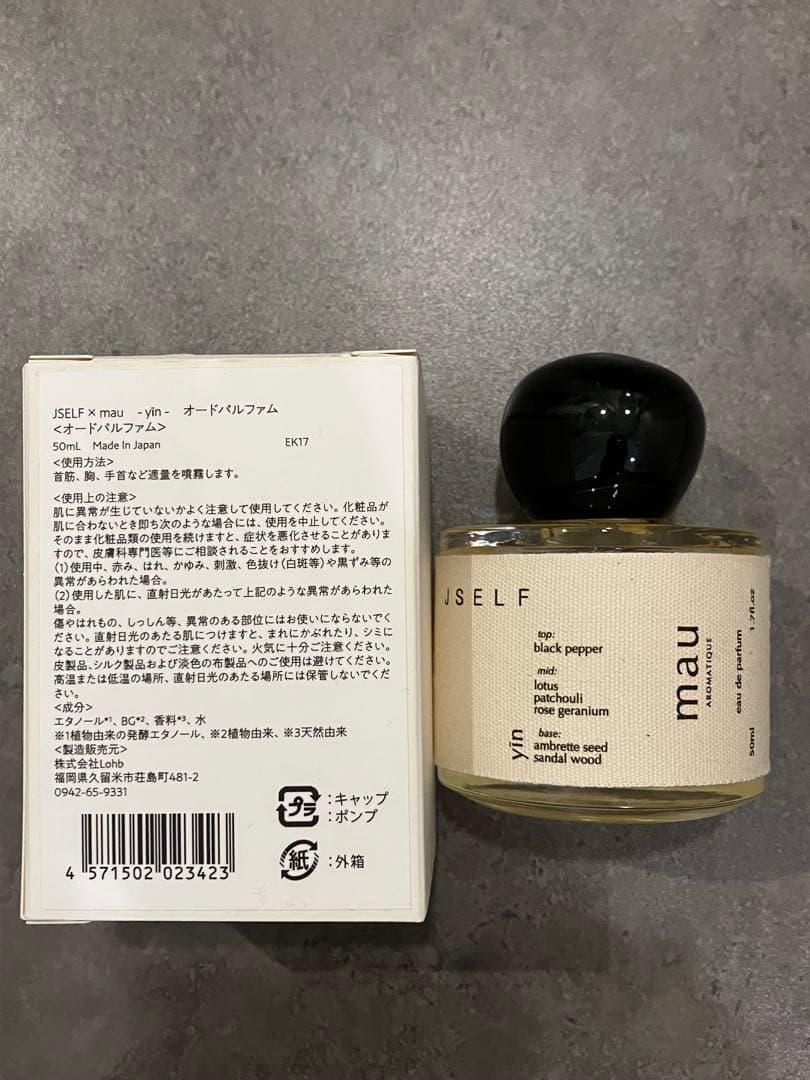 JSELF × mau - yīn - オードパルファム
<オードパルファム>
50mL Made In Japan EK17
<使用方法>
首筋、胸、手首など適量を噴霧します。
<使用上の注意>
肌に異常が生じていないかよく注意して使用してください。化粧品が
肌に合わないとき即ち次のような場合には、使用を中止してください。
そのまま化粧品類の使用を続けますと、症状を悪化させることがありま
すので、皮膚科専門医等にご相談されることをおすすめします。
(1)使用中、赤み、はれ、かゆみ、刺激、色抜け(白斑等)や黒ずみ等の
異常があらわれた場合。
(2)使用した肌に、直射日光があたって上記のような異常があらわれた
場合。
傷やはれもの、しっしん等、異常のある部位にはお使いにならないでく
ださい。直射日光のあたる肌につけますと、まれにかぶれたり、シミに
なることがありますのでご注意ください。火気に十分ご注意ください。
皮製品、シルク製品および淡色の布製品へのご使用は避けてください。
高温または低温の場所、直射日光のあたる場所には保管しないでくだ
さい。
<成分>
エタノール*¹、BG*²、香料*³、水
※1植物由来の発酵エタノール、※2植物由来、※3天然由来
<製造販売元>
株式会社Lohb
福岡県久留米市荘島町481-2
0942-65-9331
4 571502 023423
プラ :キャップ
:ポンプ
紙 :外箱
JSELF
top:
black pepper
mid:
lotus
patchouli
rose geranium
base:
ambrette seed
sandal wood
yīn
mau
AROMATIQUE
eau de parfum
50ml 1.7fl.oz